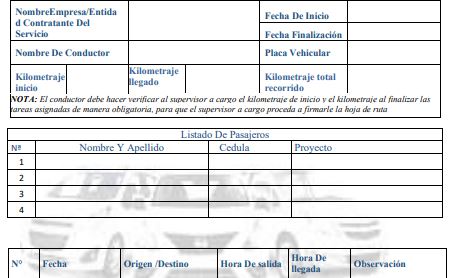 NombreEmpresa/Entida
d Contratante Del
Servicio
Fecha De Inicio
Fecha Finalización
Nombre De Conductor
Placa Vehicular
Kilometraje
inicio
Kilometraje
llegado
Kilometraje total
recorrido
NOTA: El conductor debe hacer verificar al supervisor a cargo el kilometraje de inicio y el kilometraje al finalizar las
tareas asignadas de manera obligatoria, para que el supervisor a cargo proceda a firmarle la hoja de ruta
Listado De Pasajeros
Nº Nombre Y Apellido Cedula Proyecto
1
2
3
4
N° Fecha Origen /Destino Hora De salida Hora De
llegada Observación